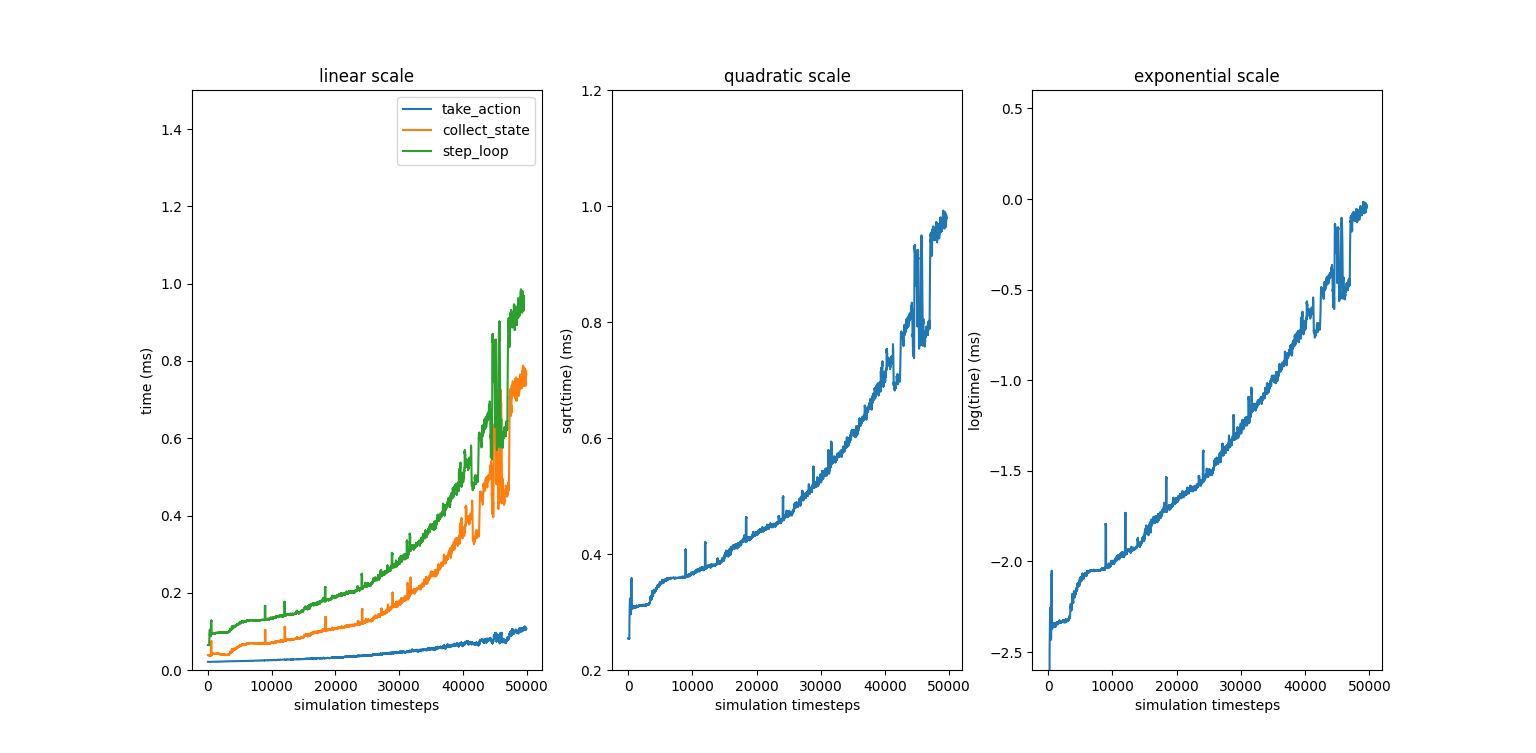 linear scale
1.4
1.2
1.0
0.8
0.6
0.4
0.2
0.0
time (ms)
take_action
collect_state
step_loop
0 10000 20000 30000 40000 50000
simulation timesteps
quadratic scale
1.2
1.0
0.8
0.6
0.4
0.2
sqrt(time) (ms)
0 10000 20000 30000 40000 50000
simulation timesteps
exponential scale
0.5
0.0
−0.5
−1.0
−1.5
−2.0
−2.5
log(time) (ms)
0 10000 20000 30000 40000 50000
simulation timesteps